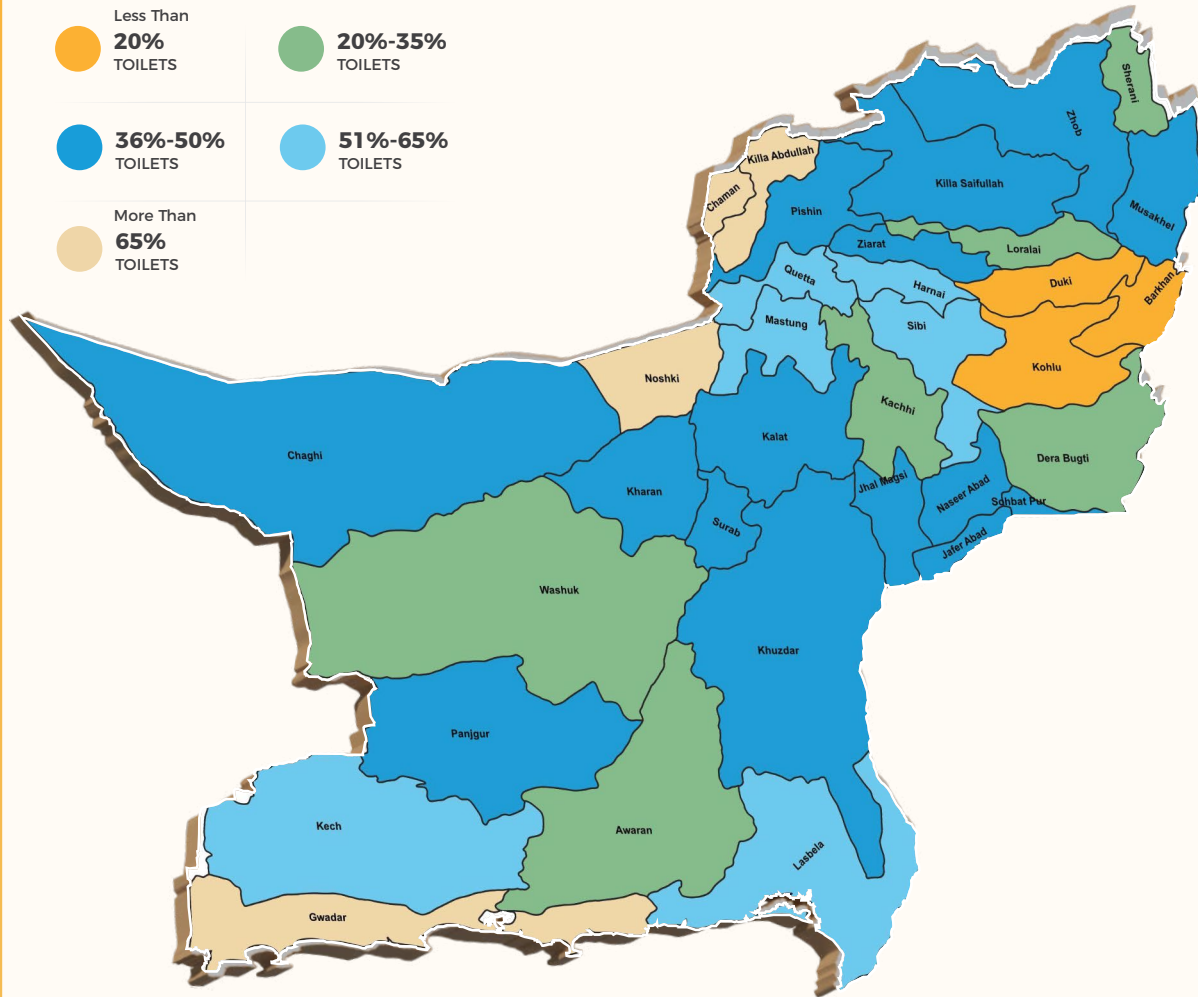 Less Than
20%
TOILETS
20%-35%
TOILETS
36%-50%
TOILETS
51%-65%
TOILETS
More Than
65%
TOILETS
Sherani
Zhob
Killa Abdullah
Chaman
Killa Saifullah
Pishin
Musakhel
Ziarat
Loralai
Quetta
Harnai
Duki
Barkhan
Mastung
Sibi
Kohlu
Noshki
Kachhi
Kalat
Chaghi
Dera Bugti
Kharan
Jhal Magsi
Naseer Abad
Sohbat Pur
Surab
Jafer Abad
Washuk
Khuzdar
Panjgur
Kech
Awaran
Lasbela
Gwadar